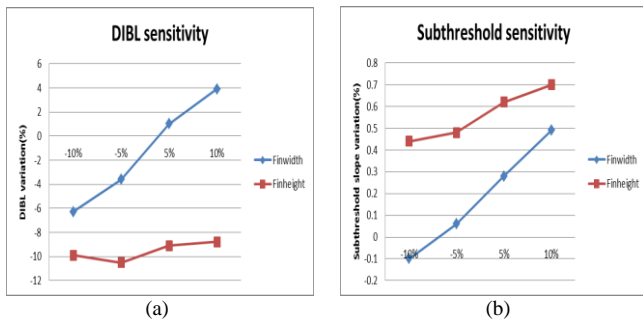 DIBL sensitivity
DIBL variation(%)
6
4
2
0
-2
-4
-6
-8
-10
-12
-10%
-5%
5%
10%
Finwidth
Finheight
(a)
Subthreshold sensitivity
Subthreshold slope variation(%)
0.8
0.7
0.6
0.5
0.4
0.3
0.2
0.1
0
-0.1
-0.2
-10%
-5%
5%
10%
Finwidth
Finheight
(b)